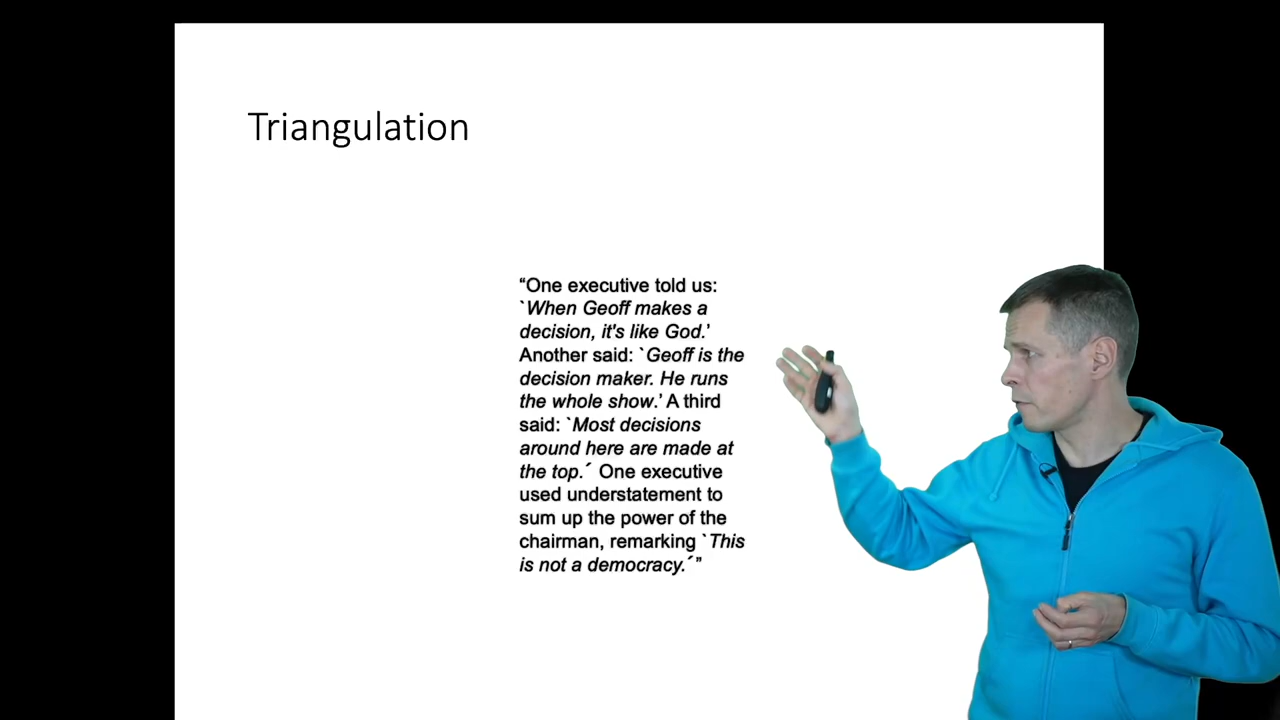 Triangulation
“One executive told us:
`When Geoff makes a
decision, it's like God.’
Another said: `Geoff is the
decision maker. He runs
the whole show.’ A third
said: `Most decisions
around here are made at
the top.´ One executive
used understatement to
sum up the power of the
chairman, remarking `This
is not a democracy.´”